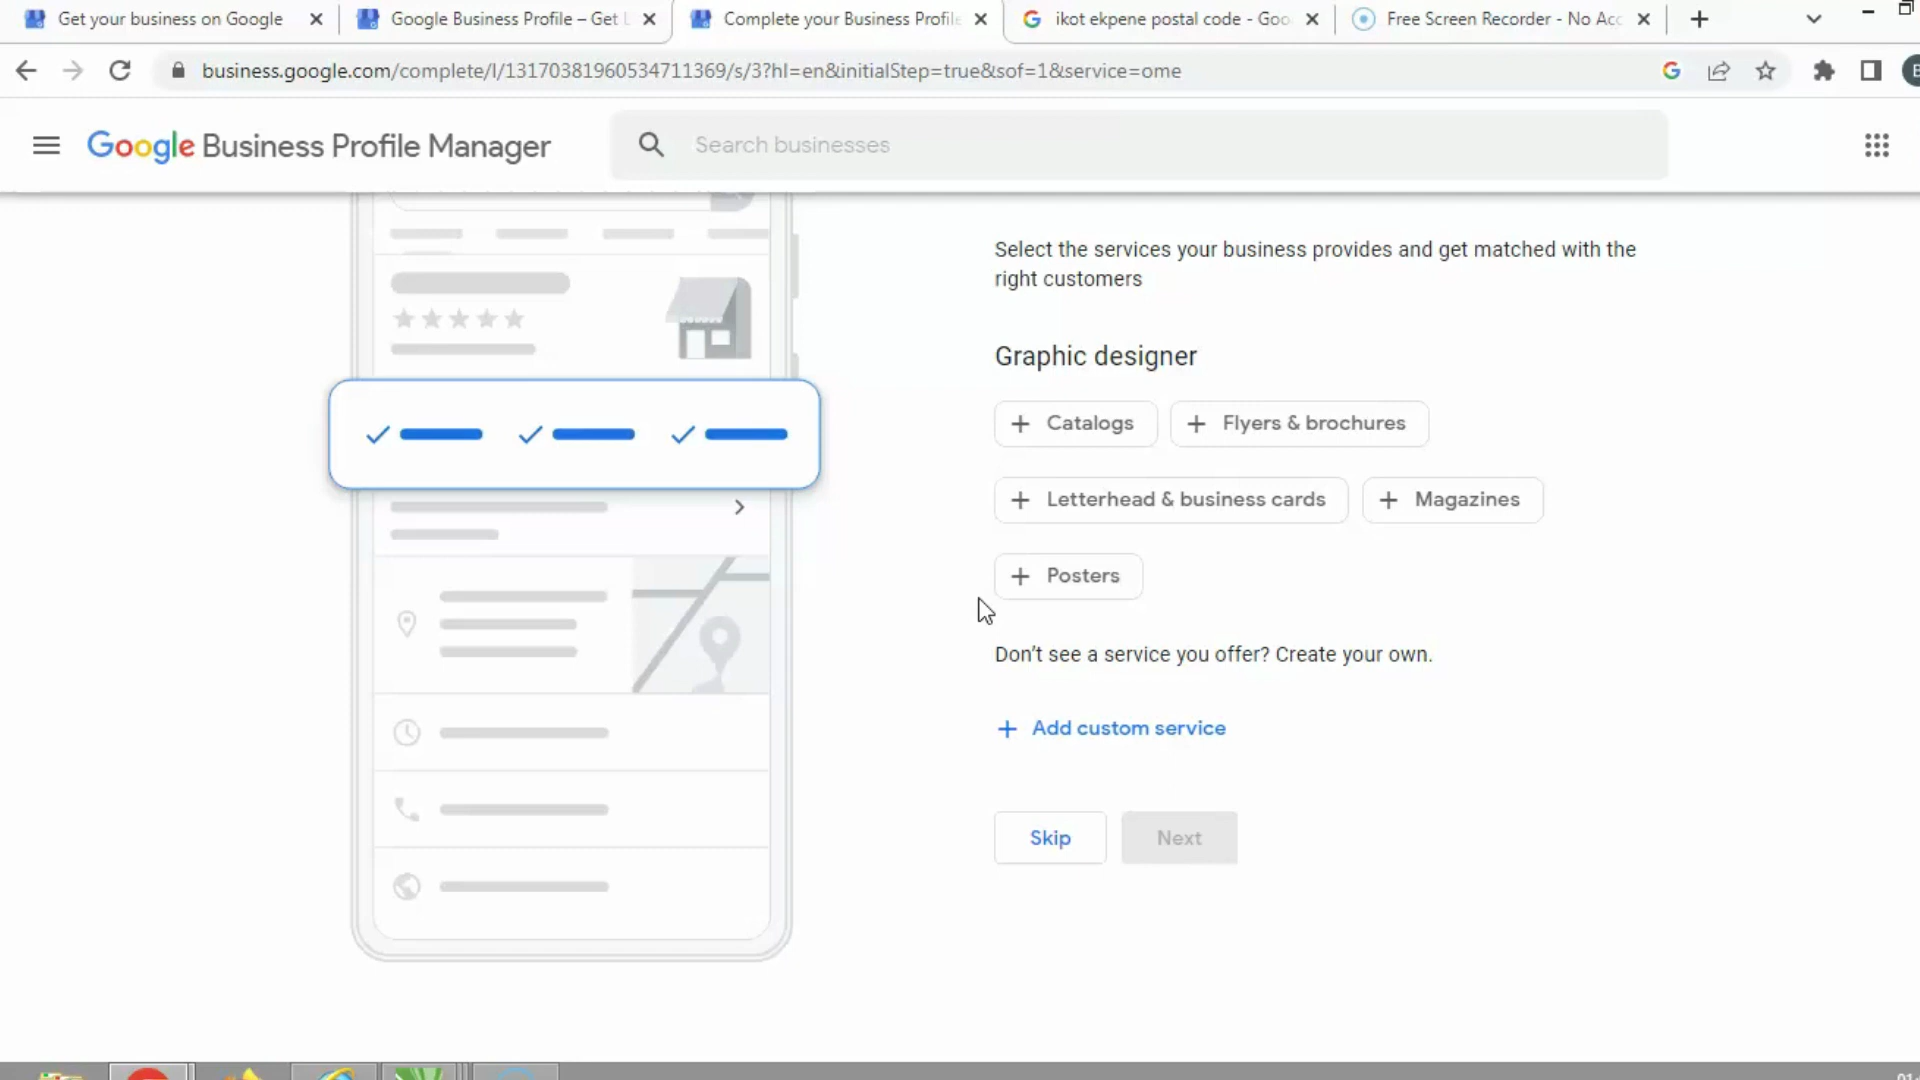 Get your business on Google
Google Business Profile – Get L
Complete your Business Profile
ikot ekpene postal code - Goo
Free Screen Recorder - No Acc
business.google.com/complete/l/13170381960534711369/s/3?hl=en&initialStep=true&sof=1&service=ome
Google Business Profile Manager
Search businesses
Select the services your business provides and get matched with the
right customers
Graphic designer
+ Catalogs
+ Flyers & brochures
+ Letterhead & business cards
+ Magazines
+ Posters
Don't see a service you offer? Create your own.
+ Add custom service
Skip
Next